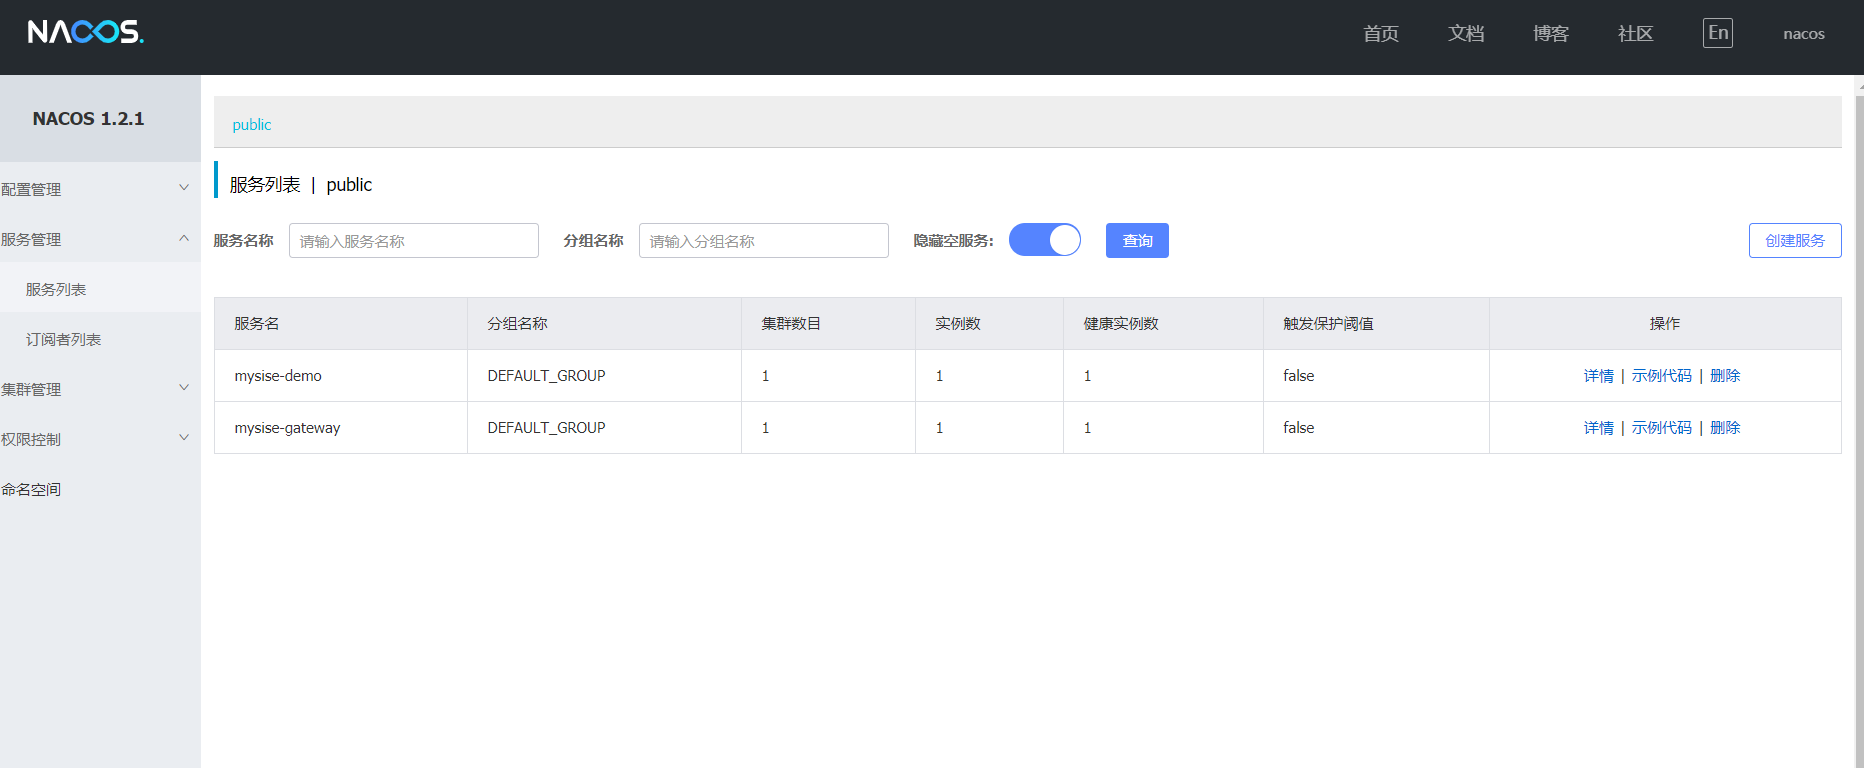 NACOS.
首页 文档 博客 社区 En nacos
NACOS 1.2.1
配置管理
服务管理
服务列表
订阅者列表
集群管理
权限控制
命名空间
public
服务列表 | public
服务名称 请输入服务名称 分组名称 请输入分组名称 隐藏空服务: 查询 创建服务
服务名 分组名称 集群数目 实例数 健康实例数 触发保护阈值 操作
mysise-demo DEFAULT_GROUP 1 1 1 false 详情 | 示例代码 | 删除
mysise-gateway DEFAULT_GROUP 1 1 1 false 详情 | 示例代码 | 删除